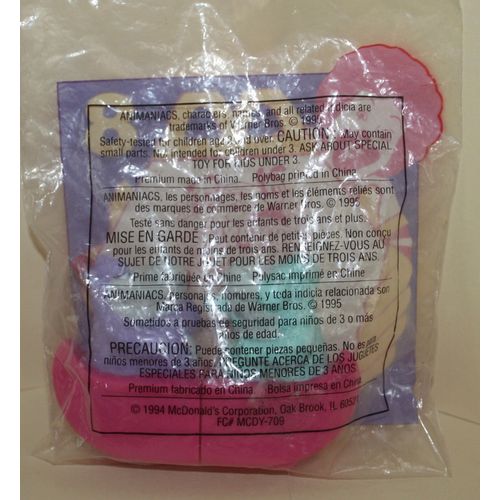 ANIMANIACS, characters, names, and all related indicia are
trademarks of Warner Bros. © 1995
Safety-tested for children age 3 and over. CAUTION: May contain
small parts. Not intended for children under 3. ASK ABOUT SPECIAL
TOY FOR KIDS UNDER 3.
Premium made in China. Polybag printed in China
ANIMANIACS, les personnages, les noms et les éléments reliés sont
des marques de commerce de Warner Bros. © 1995
Testé sans danger pour les enfants de trois ans et plus.
MISE EN GARDE: Peut contenir de petites pièces. Non conçu
pour les enfants de moins de trois ans. RENSEIGNEZ-VOUS AU
SUJET DE NOTRE JOUET POUR LES MOINS DE TROIS ANS.
Prime fabriquée en Chine Polysac imprimé en Chine
ANIMANIACS, personajes, nombres, y toda indicia relacionada son
Marca Registrada de Warner Bros. © 1995
Sometidos a pruebas de seguridad para niños de 3 o más
años de edad.
PRECAUCION: Puede contener piezas pequeñas. No es para
niños menores de 3 años. PREGUNTE ACERCA DE LOS JUGUETES
ESPECIALES PARA NIÑOS MENORES DE 3 AÑOS.
Premium fabricado en China Bolsa impresa en China
© 1994 McDonald's Corporation, Oak Brook, IL 60521
FC# MCDY-709